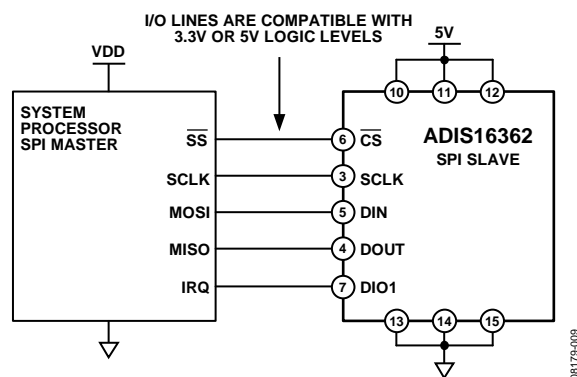 I/O LINES ARE COMPATIBLE WITH
3.3V OR 5V LOGIC LEVELS
VDD
5V
10 11 12
SYSTEM
PROCESSOR
SPI MASTER
ADIS16362
SPI SLAVE
SS 6 CS
SCLK 3 SCLK
MOSI 5 DIN
MISO 4 DOUT
IRQ 7 DIO1
13 14 15
08179-009